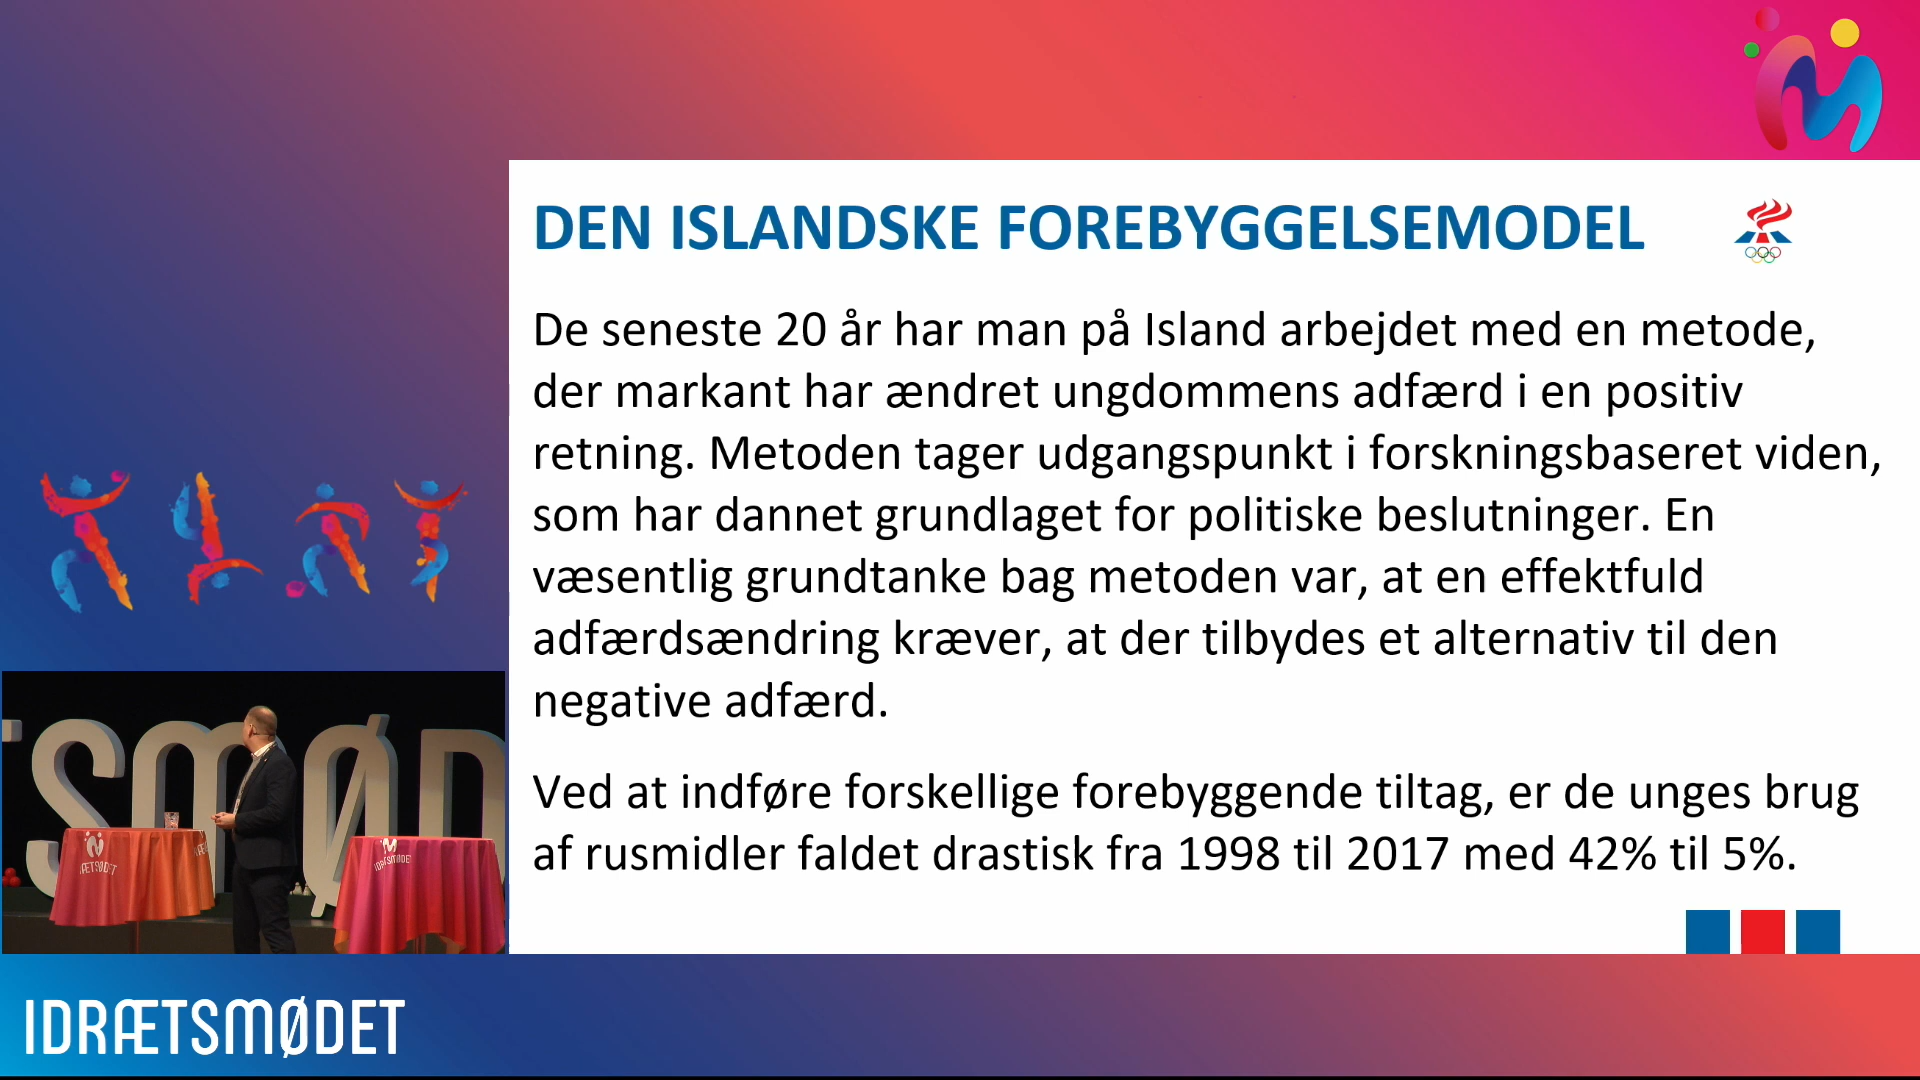 DEN ISLANDSKE FOREBYGGELSEMODEL
De seneste 20 år har man på Island arbejdet med en metode,
der markant har ændret ungdommens adfærd i en positiv
retning. Metoden tager udgangspunkt i forskningsbaseret viden,
som har dannet grundlaget for politiske beslutninger. En
væsentlig grundtanke bag metoden var, at en effektfuld
adfærdsændring kræver, at der tilbydes et alternativ til den
negative adfærd.
Ved at indføre forskellige forebyggende tiltag, er de unges brug
af rusmidler faldet drastisk fra 1998 til 2017 med 42% til 5%.
TSMØD
IDRÆTSMØDET